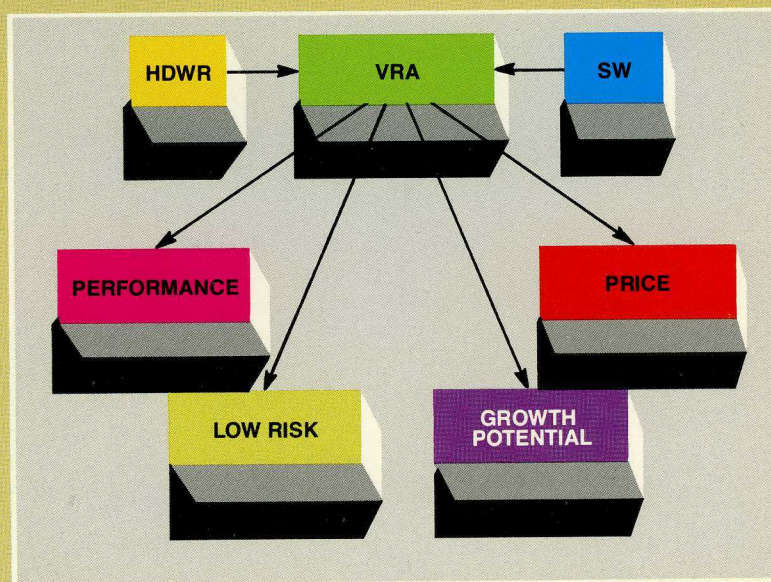 HDWR
VRA
SW
PERFORMANCE
PRICE
LOW RISK
GROWTH
POTENTIAL